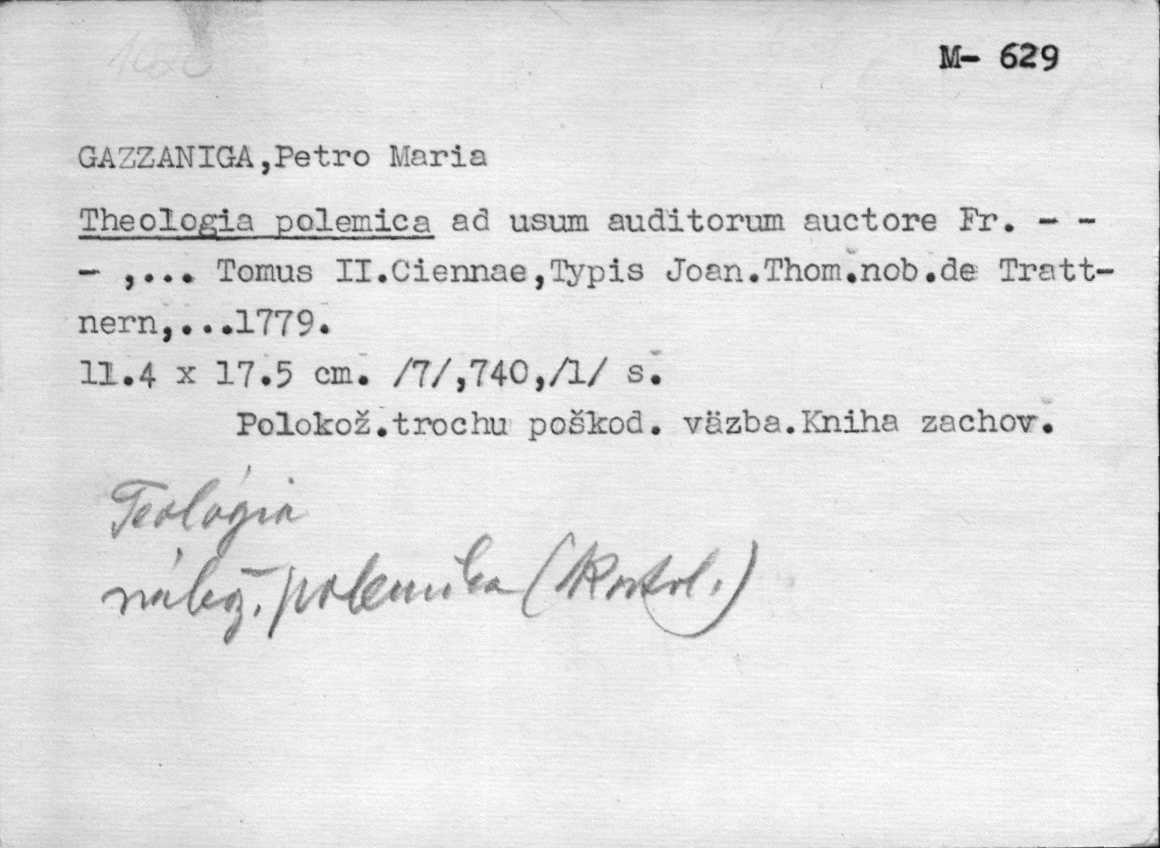 M- 629
GAZZANIGA,Petro Maria
Theologia polemica ad usum auditorum auctore Fr. - -
- ,... Tomus II.Ciennae,Typis Joan.Thom.nob.de Tratt-
nern,...1779.
11.4 x 17.5 cm. /7/,740,/1/ s.
Polokož.trochu poškod. väzba.Kniha zachov.
Teológia
nábož. polemika